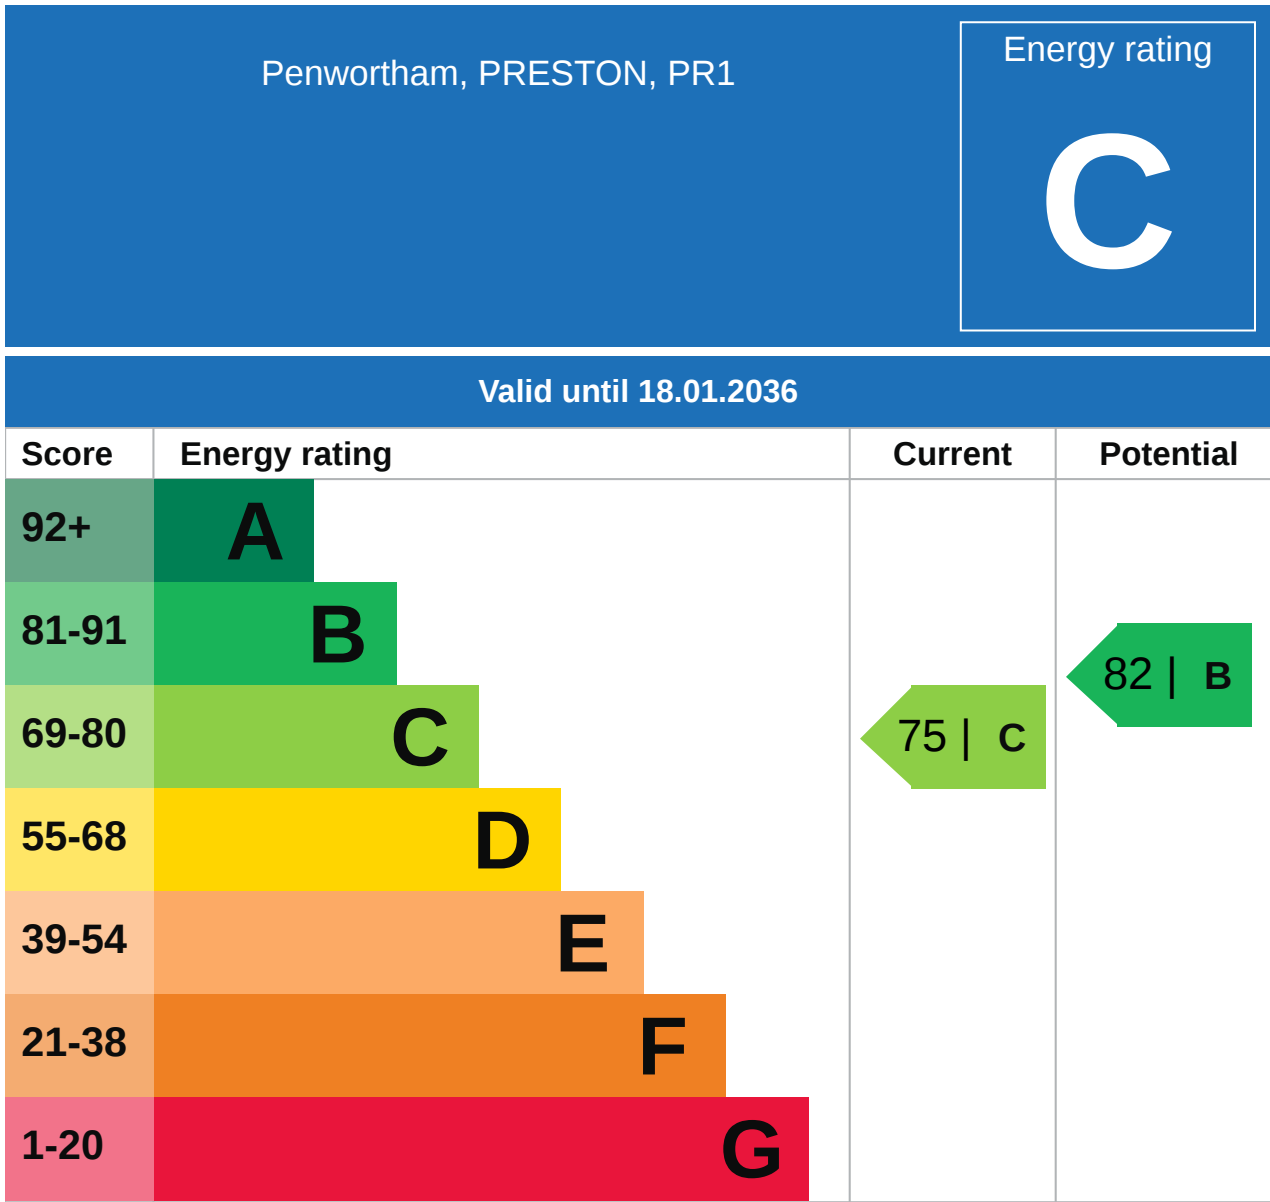 Penwortham, PRESTON, PR1
Energy rating
C
Valid until 18.01.2036
Score Energy rating Current Potential
92+ A
81-91 B
82 | B
69-80 C
75 | C
55-68 D
39-54 E
21-38 F
1-20 G